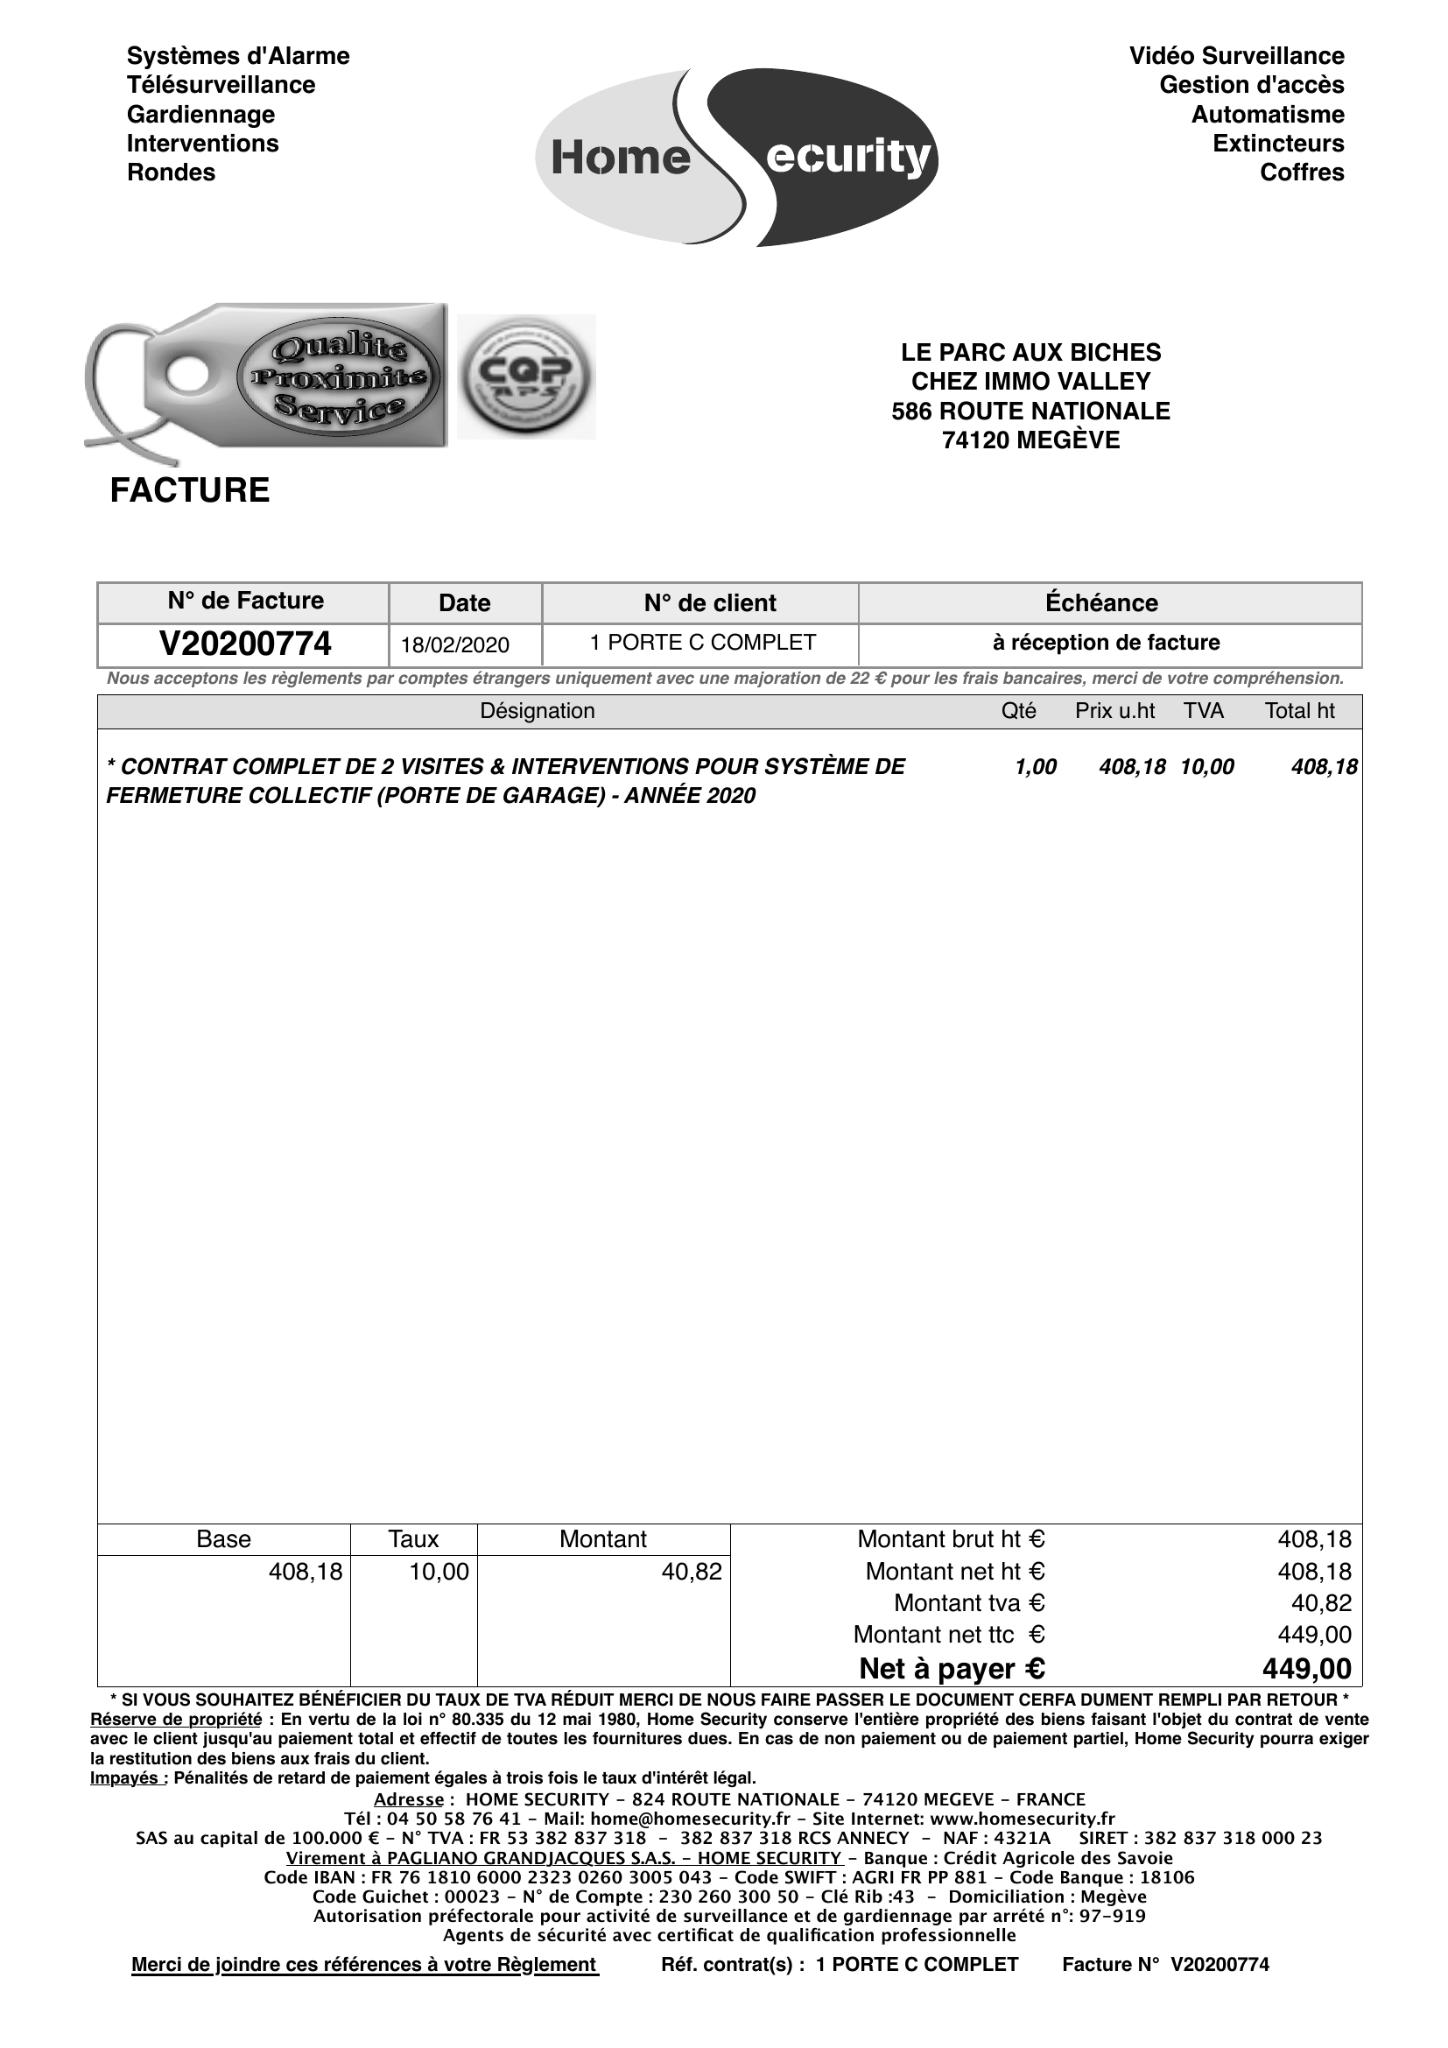 Systèmes d'Alarme
Télésurveillance
Gardiennage
Interventions
Rondes
Home Security
Vidéo Surveillance
Gestion d'accès
Automatisme
Extincteurs
Coffres
Qualité
Proximité
Service
CQP
APS
LE PARC AUX BICHES
CHEZ IMMO VALLEY
586 ROUTE NATIONALE
74120 MEGÈVE
FACTURE
N° de Facture Date N° de client Échéance
V20200774 18/02/2020 1 PORTE C COMPLET à réception de facture
Nous acceptons les règlements par comptes étrangers uniquement avec une majoration de 22 € pour les frais bancaires, merci de votre compréhension.
Désignation Qté Prix u.ht TVA Total ht
* CONTRAT COMPLET DE 2 VISITES & INTERVENTIONS POUR SYSTÈME DE 1,00 408,18 10,00 408,18
FERMETURE COLLECTIF (PORTE DE GARAGE) - ANNÉE 2020
Base Taux Montant Montant brut ht € 408,18
408,18 10,00 40,82 Montant net ht € 408,18
Montant tva € 40,82
Montant net ttc € 449,00
Net à payer € 449,00
* SI VOUS SOUHAITEZ BÉNÉFICIER DU TAUX DE TVA RÉDUIT MERCI DE NOUS FAIRE PASSER LE DOCUMENT CERFA DUMENT REMPLI PAR RETOUR *
Réserve de propriété : En vertu de la loi n° 80.335 du 12 mai 1980, Home Security conserve l'entière propriété des biens faisant l'objet du contrat de vente
avec le client jusqu'au paiement total et effectif de toutes les fournitures dues. En cas de non paiement ou de paiement partiel, Home Security pourra exiger
la restitution des biens aux frais du client.
Impayés : Pénalités de retard de paiement égales à trois fois le taux d'intérêt légal.
Adresse : HOME SECURITY – 824 ROUTE NATIONALE – 74120 MEGEVE – FRANCE
Tél : 04 50 58 76 41 – Mail: home@homesecurity.fr – Site Internet: www.homesecurity.fr
SAS au capital de 100.000 € – N° TVA : FR 53 382 837 318 – 382 837 318 RCS ANNECY – NAF : 4321A SIRET : 382 837 318 000 23
Virement à PAGLIANO GRANDJACQUES S.A.S. – HOME SECURITY – Banque : Crédit Agricole des Savoie
Code IBAN : FR 76 1810 6000 2323 0260 3005 043 – Code SWIFT : AGRI FR PP 881 – Code Banque : 18106
Code Guichet : 00023 – N° de Compte : 230 260 300 50 – Clé Rib :43 – Domiciliation : Megève
Autorisation préfectorale pour activité de surveillance et de gardiennage par arrété n°: 97–919
Agents de sécurité avec certificat de qualification professionnelle
Merci de joindre ces références à votre Règlement Réf. contrat(s) : 1 PORTE C COMPLET Facture N° V20200774